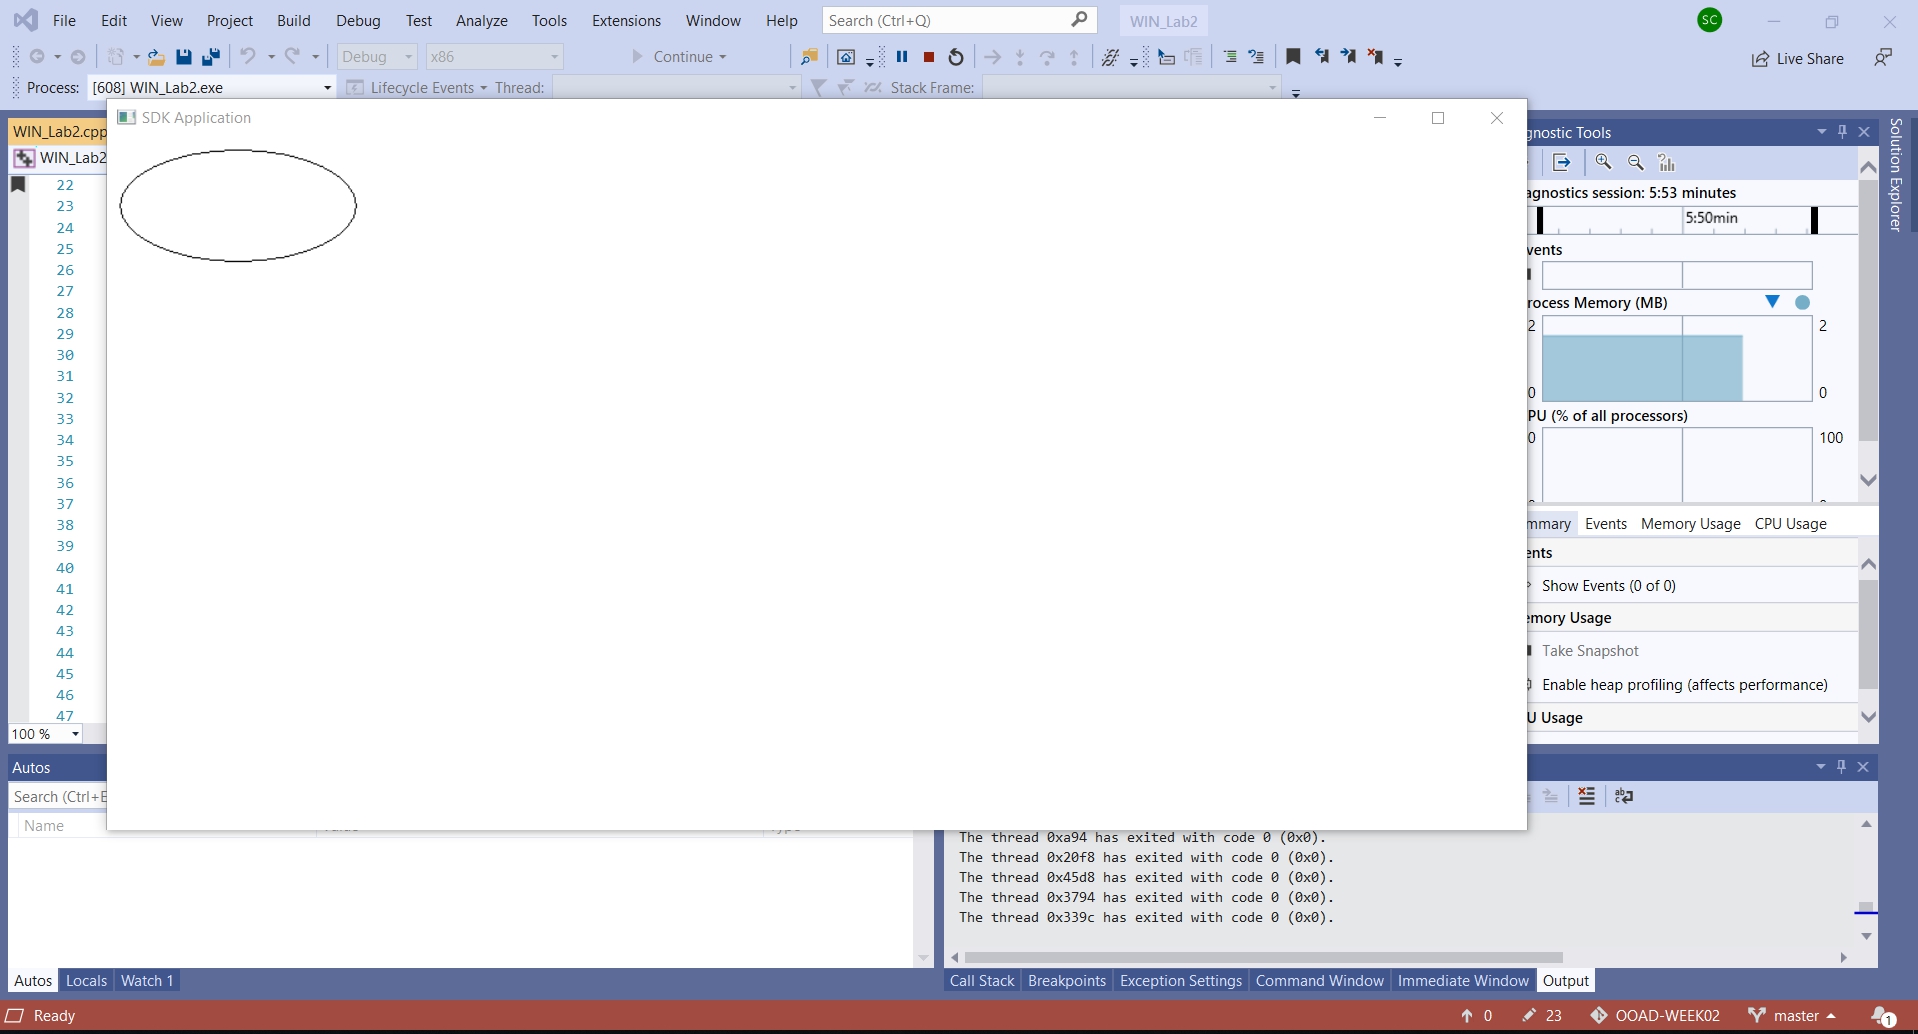 File Edit View Project Build Debug Test Analyze Tools Extensions Window Help Search (Ctrl+Q) WIN_Lab2 SC
Debug x86 Continue Live Share
Process: [608] WIN_Lab2.exe Lifecycle Events Thread: Stack Frame:
SDK Application
WIN_Lab2.cpp
WIN_Lab2
22
23
24
25
26
27
28
29
30
31
32
33
34
35
36
37
38
39
40
41
42
43
44
45
46
47
100 %
gnostic Tools
agnostics session: 5:53 minutes
5:50min
vents
rocess Memory (MB)
2 2
0 0
PU (% of all processors)
0 100
mmary Events Memory Usage CPU Usage
ents
Show Events (0 of 0)
emory Usage
Take Snapshot
Enable heap profiling (affects performance)
U Usage
Solution Explorer
Autos
Search (Ctrl+E
Name
The thread 0xa94 has exited with code 0 (0x0).
The thread 0x20f8 has exited with code 0 (0x0).
The thread 0x45d8 has exited with code 0 (0x0).
The thread 0x3794 has exited with code 0 (0x0).
The thread 0x339c has exited with code 0 (0x0).
Autos Locals Watch 1
Call Stack Breakpoints Exception Settings Command Window Immediate Window Output
Ready 0 23 OOAD-WEEK02 master 1